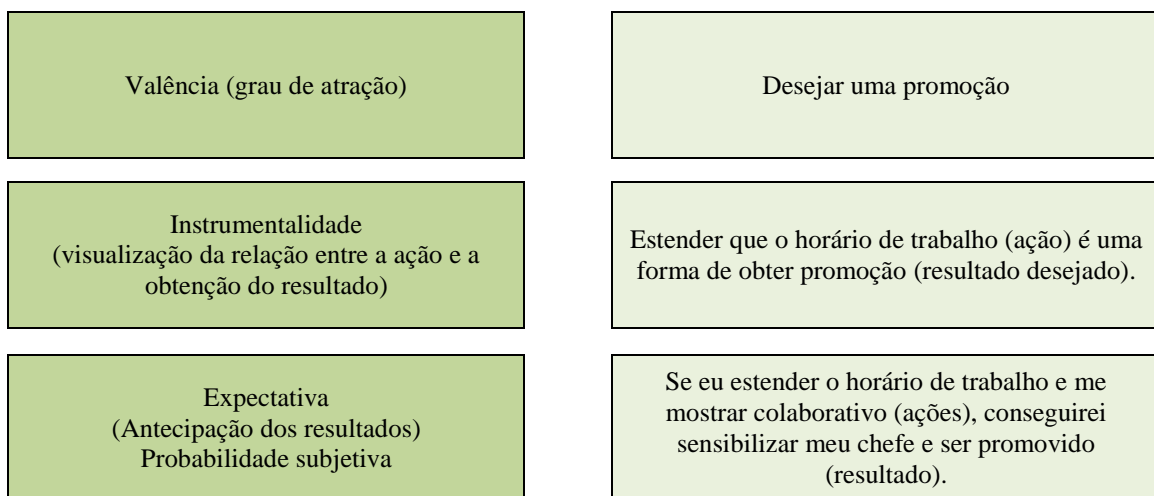 Valência (grau de atração)
Desejar uma promoção
Instrumentalidade
(visualização da relação entre a ação e a
obtenção do resultado)
Estender que o horário de trabalho (ação) é uma
forma de obter promoção (resultado desejado).
Expectativa
(Antecipação dos resultados)
Probabilidade subjetiva
Se eu estender o horário de trabalho e me
mostrar colaborativo (ações), conseguirei
sensibilizar meu chefe e ser promovido
(resultado).